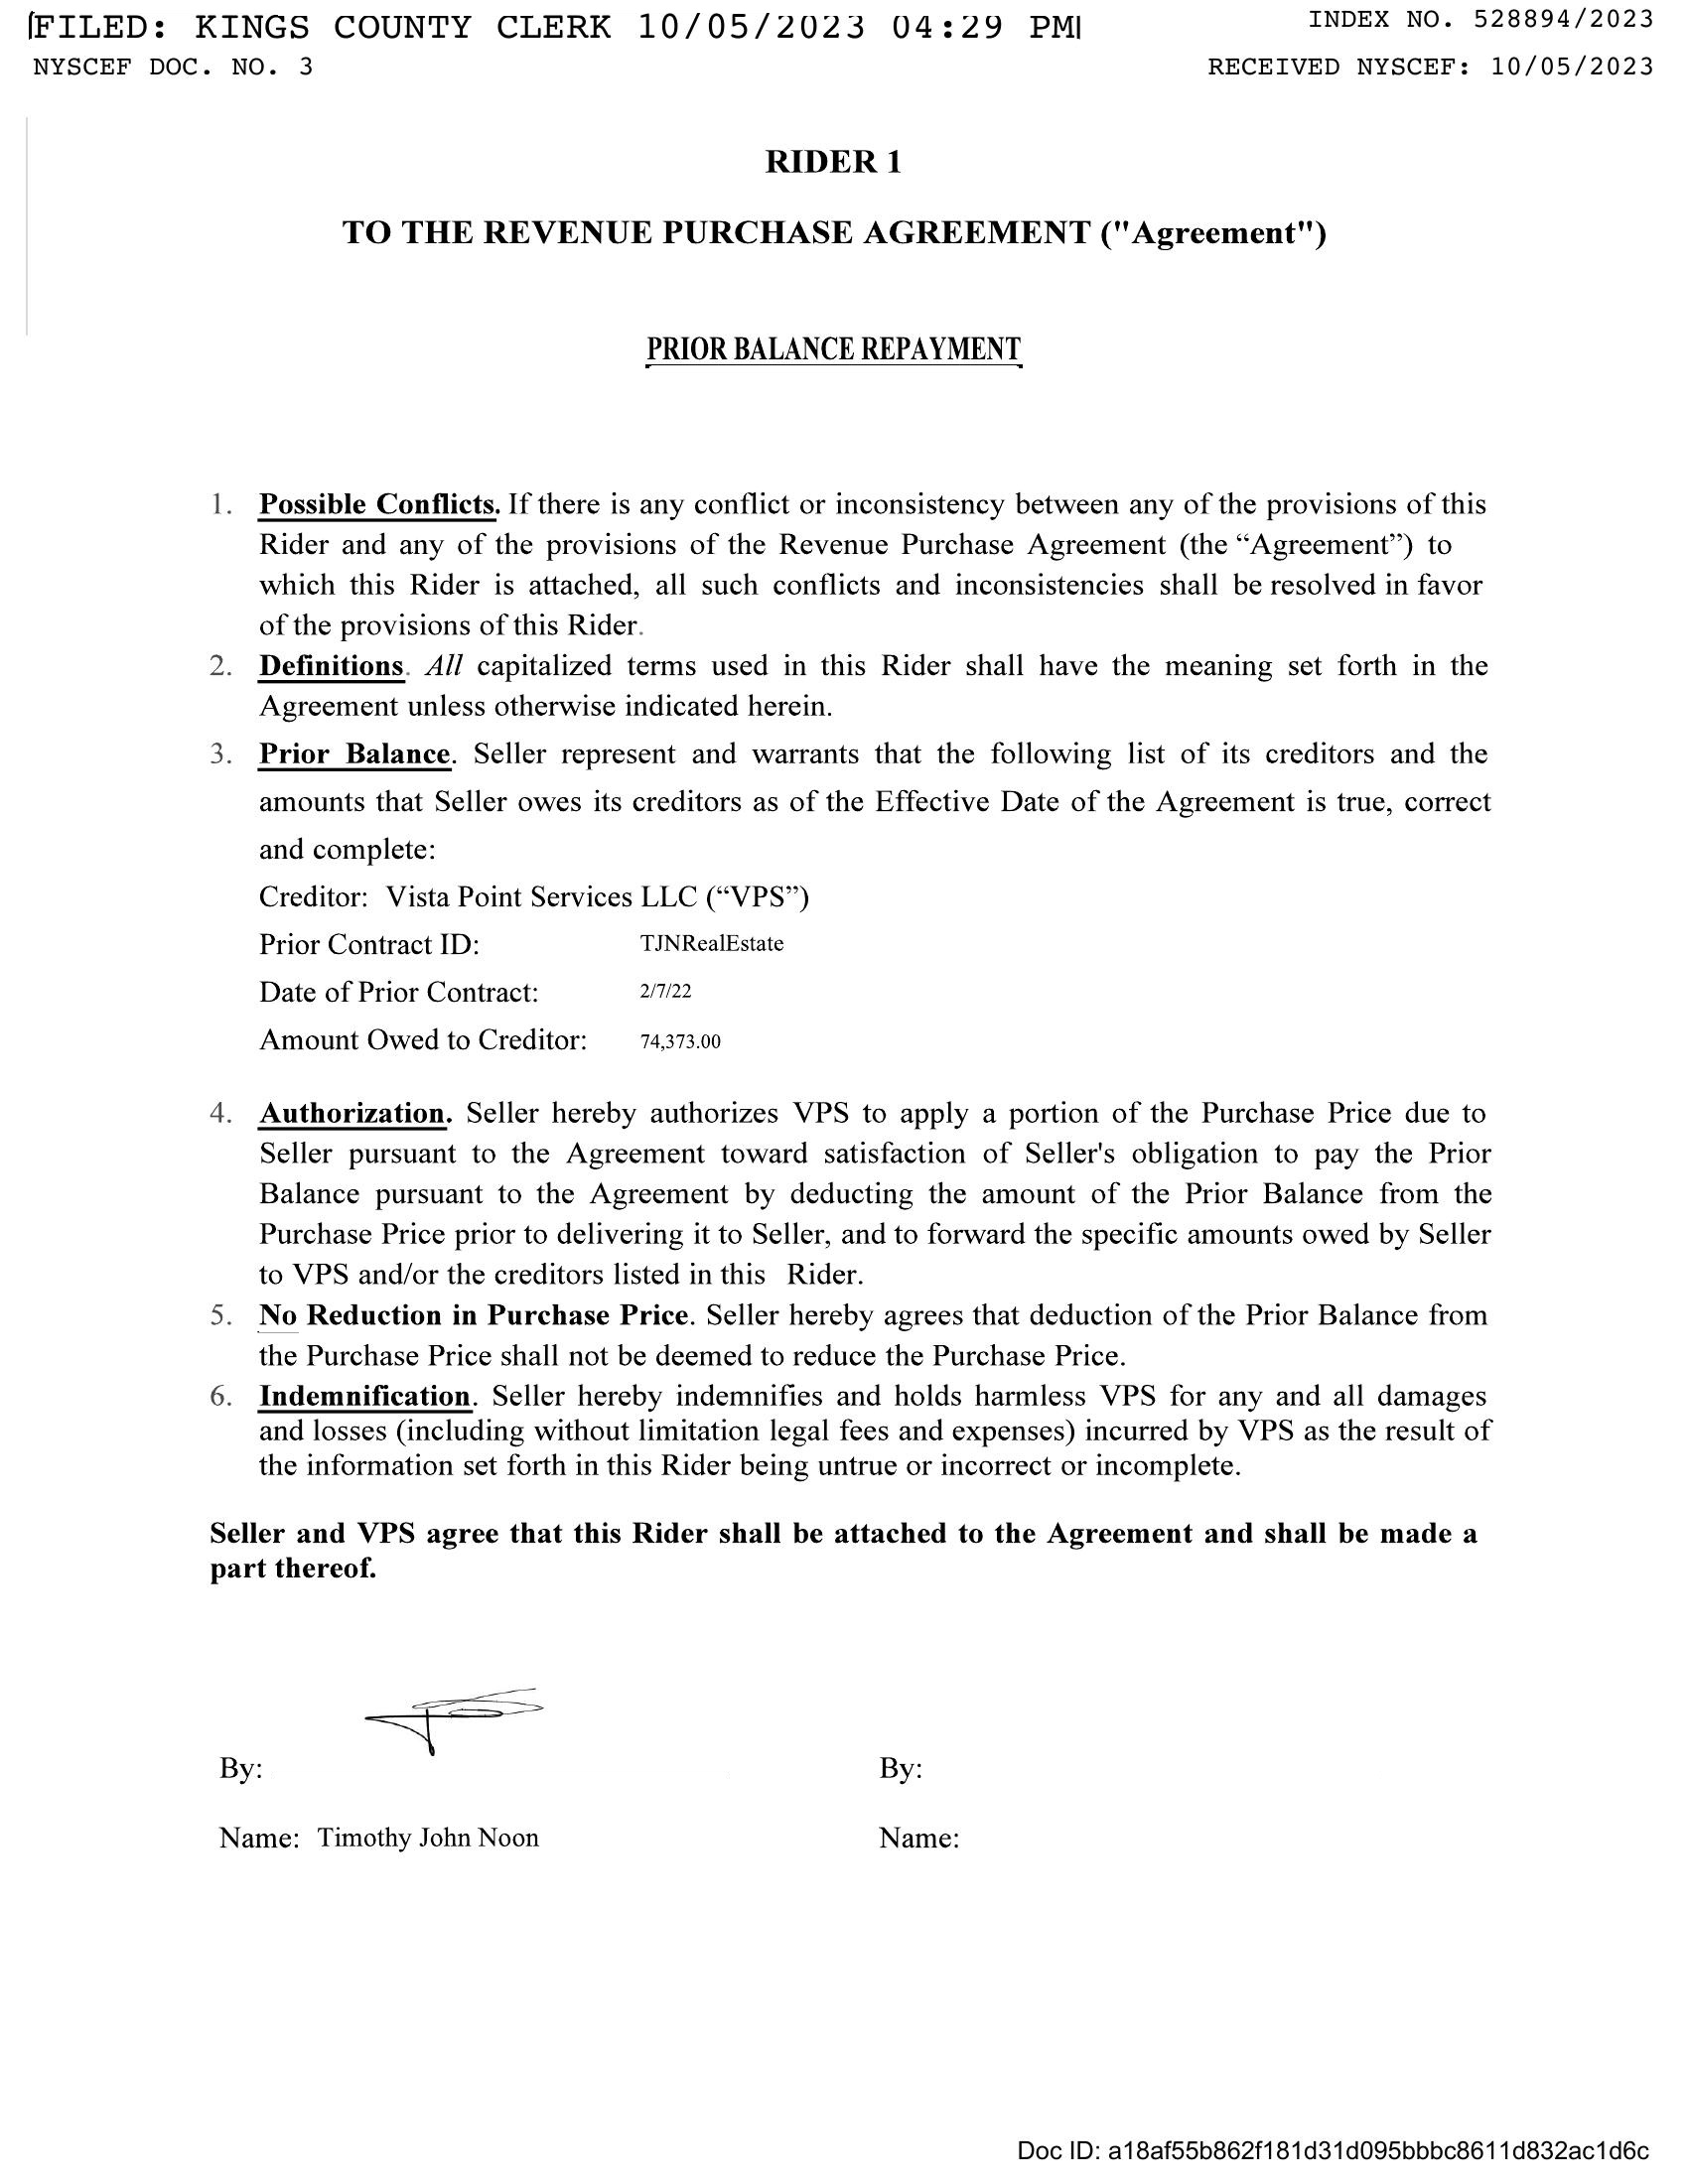 FILED: KINGS COUNTY CLERK 10/05/2023 04:29 PM
INDEX NO. 528894/2023
NYSCEF DOC. NO. 3
RECEIVED NYSCEF: 10/05/2023
RIDER 1
TO THE REVENUE PURCHASE AGREEMENT ("Agreement")
PRIOR BALANCE REPAYMENT
1. Possible Conflicts. If there is any conflict or inconsistency between any of the provisions of this
Rider and any of the provisions of the Revenue Purchase Agreement (the “Agreement”) to
which this Rider is attached, all such conflicts and inconsistencies shall be resolved in favor
of the provisions of this Rider.
2. Definitions. All capitalized terms used in this Rider shall have the meaning set forth in the
Agreement unless otherwise indicated herein.
3. Prior Balance. Seller represent and warrants that the following list of its creditors and the
amounts that Seller owes its creditors as of the Effective Date of the Agreement is true, correct
and complete:
Creditor: Vista Point Services LLC (“VPS”)
Prior Contract ID: TJNRealEstate
Date of Prior Contract: 2/7/22
Amount Owed to Creditor: 74,373.00
4. Authorization. Seller hereby authorizes VPS to apply a portion of the Purchase Price due to
Seller pursuant to the Agreement toward satisfaction of Seller's obligation to pay the Prior
Balance pursuant to the Agreement by deducting the amount of the Prior Balance from the
Purchase Price prior to delivering it to Seller, and to forward the specific amounts owed by Seller
to VPS and/or the creditors listed in this Rider.
5. No Reduction in Purchase Price. Seller hereby agrees that deduction of the Prior Balance from
the Purchase Price shall not be deemed to reduce the Purchase Price.
6. Indemnification. Seller hereby indemnifies and holds harmless VPS for any and all damages
and losses (including without limitation legal fees and expenses) incurred by VPS as the result of
the information set forth in this Rider being untrue or incorrect or incomplete.
Seller and VPS agree that this Rider shall be attached to the Agreement and shall be made a
part thereof.
By:
By:
Name: Timothy John Noon
Name:
Doc ID: a18af55b862f181d31d095bbbc8611d832ac1d6c